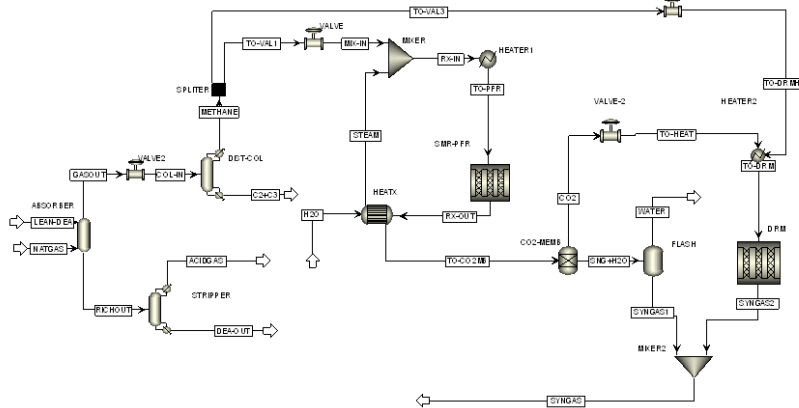 TO-VAL3
VALVE
TO-VAL1
MIX-IN
MIXER
RX-IN
HEATER1
TO-DRMH
SPLITER
TO-PFR
VALVE-2
HEATER2
METHANE
STEAM
TO-HEAT
SMR-PFR
VALVE2
DIST-COL
TO-DRM
GASOUT
COL-IN
HEATX
CO2
C2+C3
WATER
ABSORBER
H2O
RX-OUT
LEAN-DEA
DRM
CO2-MEMB
FLASH
NATGAS
ACIDGAS
TO-CO2MB
SNG+H2O
STRIPPER
RICHOUT
SYNGAS1
SYNGAS2
DEA-OUT
MIXER2
SYNGAS